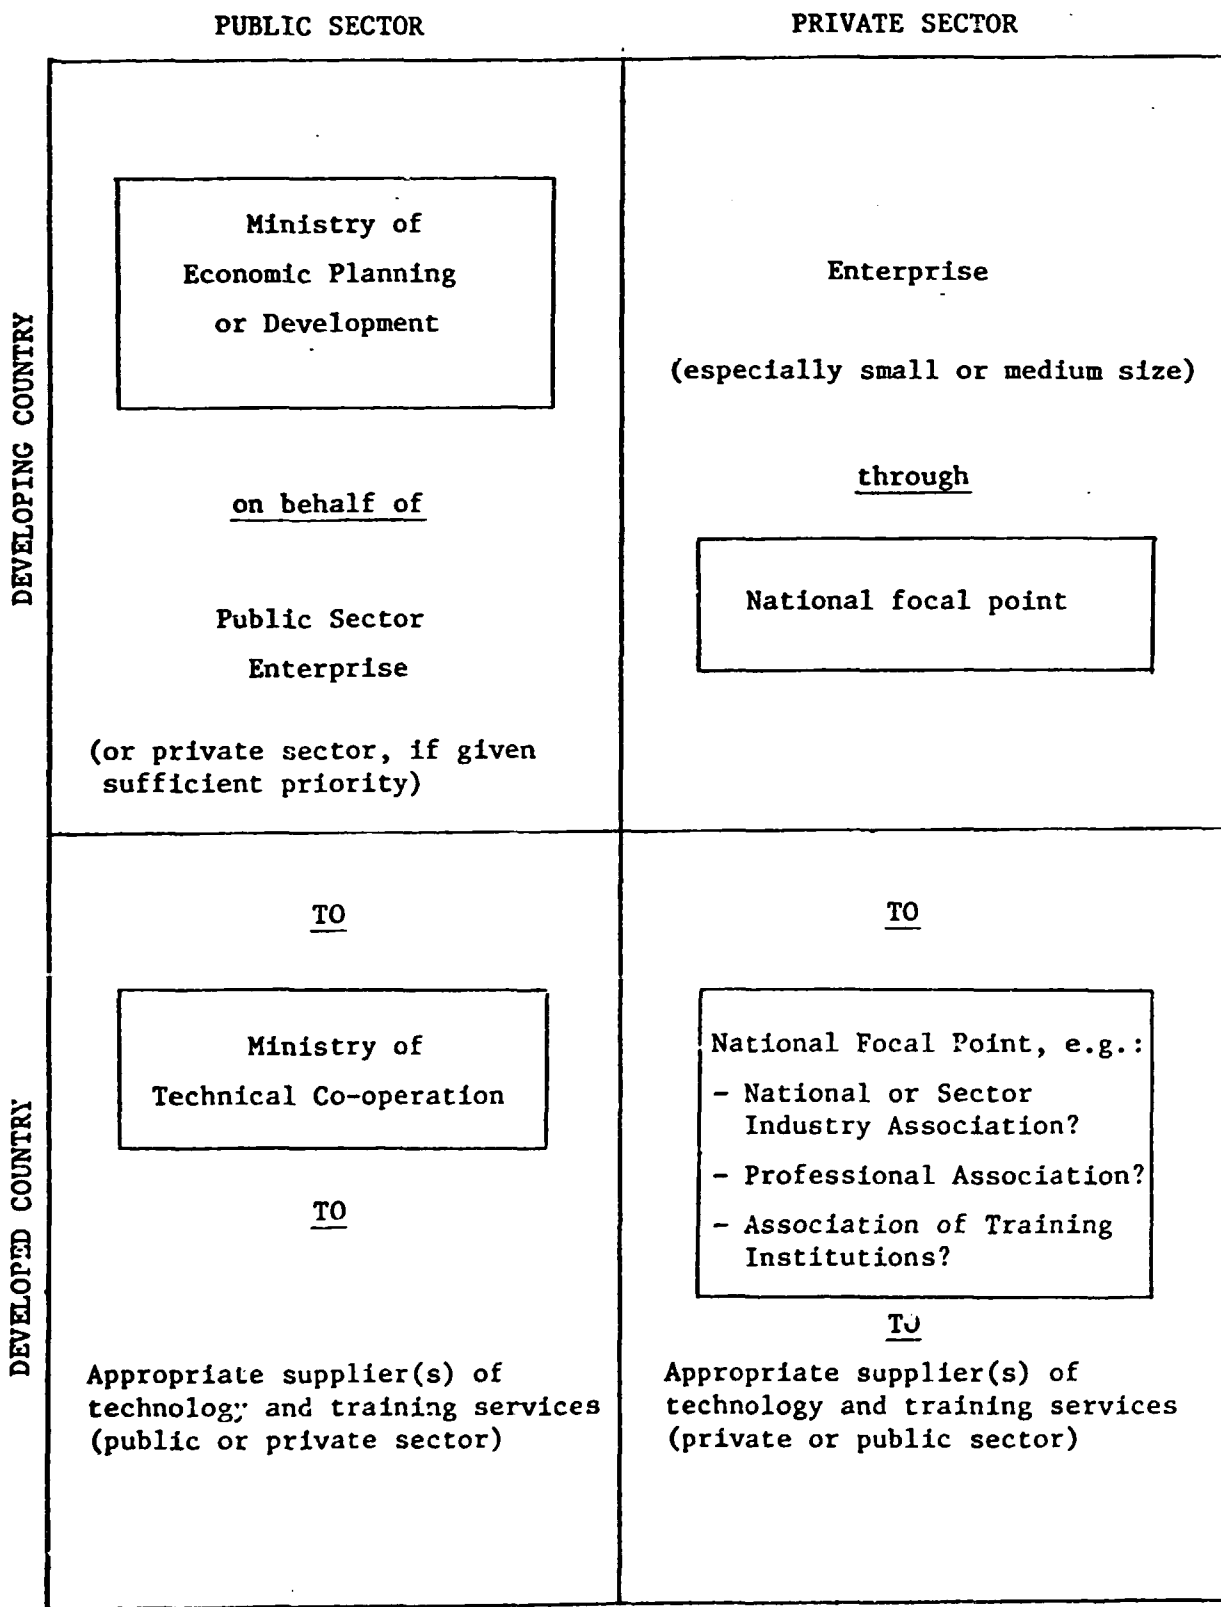 PUBLIC SECTOR
PRIVATE SECTOR
DEVELOPING COUNTRY
Ministry of
Economic Planning
or Development
on behalf of
Public Sector
Enterprise
(or private sector, if given
sufficient priority)
Enterprise
(especially small or medium size)
through
National focal point
DEVELOPED COUNTRY
TO
Ministry of
Technical Co-operation
TO
Appropriate supplier(s) of
technology and training services
(public or private sector)
TO
National Focal Point, e.g.:
- National or Sector
Industry Association?
- Professional Association?
- Association of Training
Institutions?
TO
Appropriate supplier(s) of
technology and training services
(private or public sector)